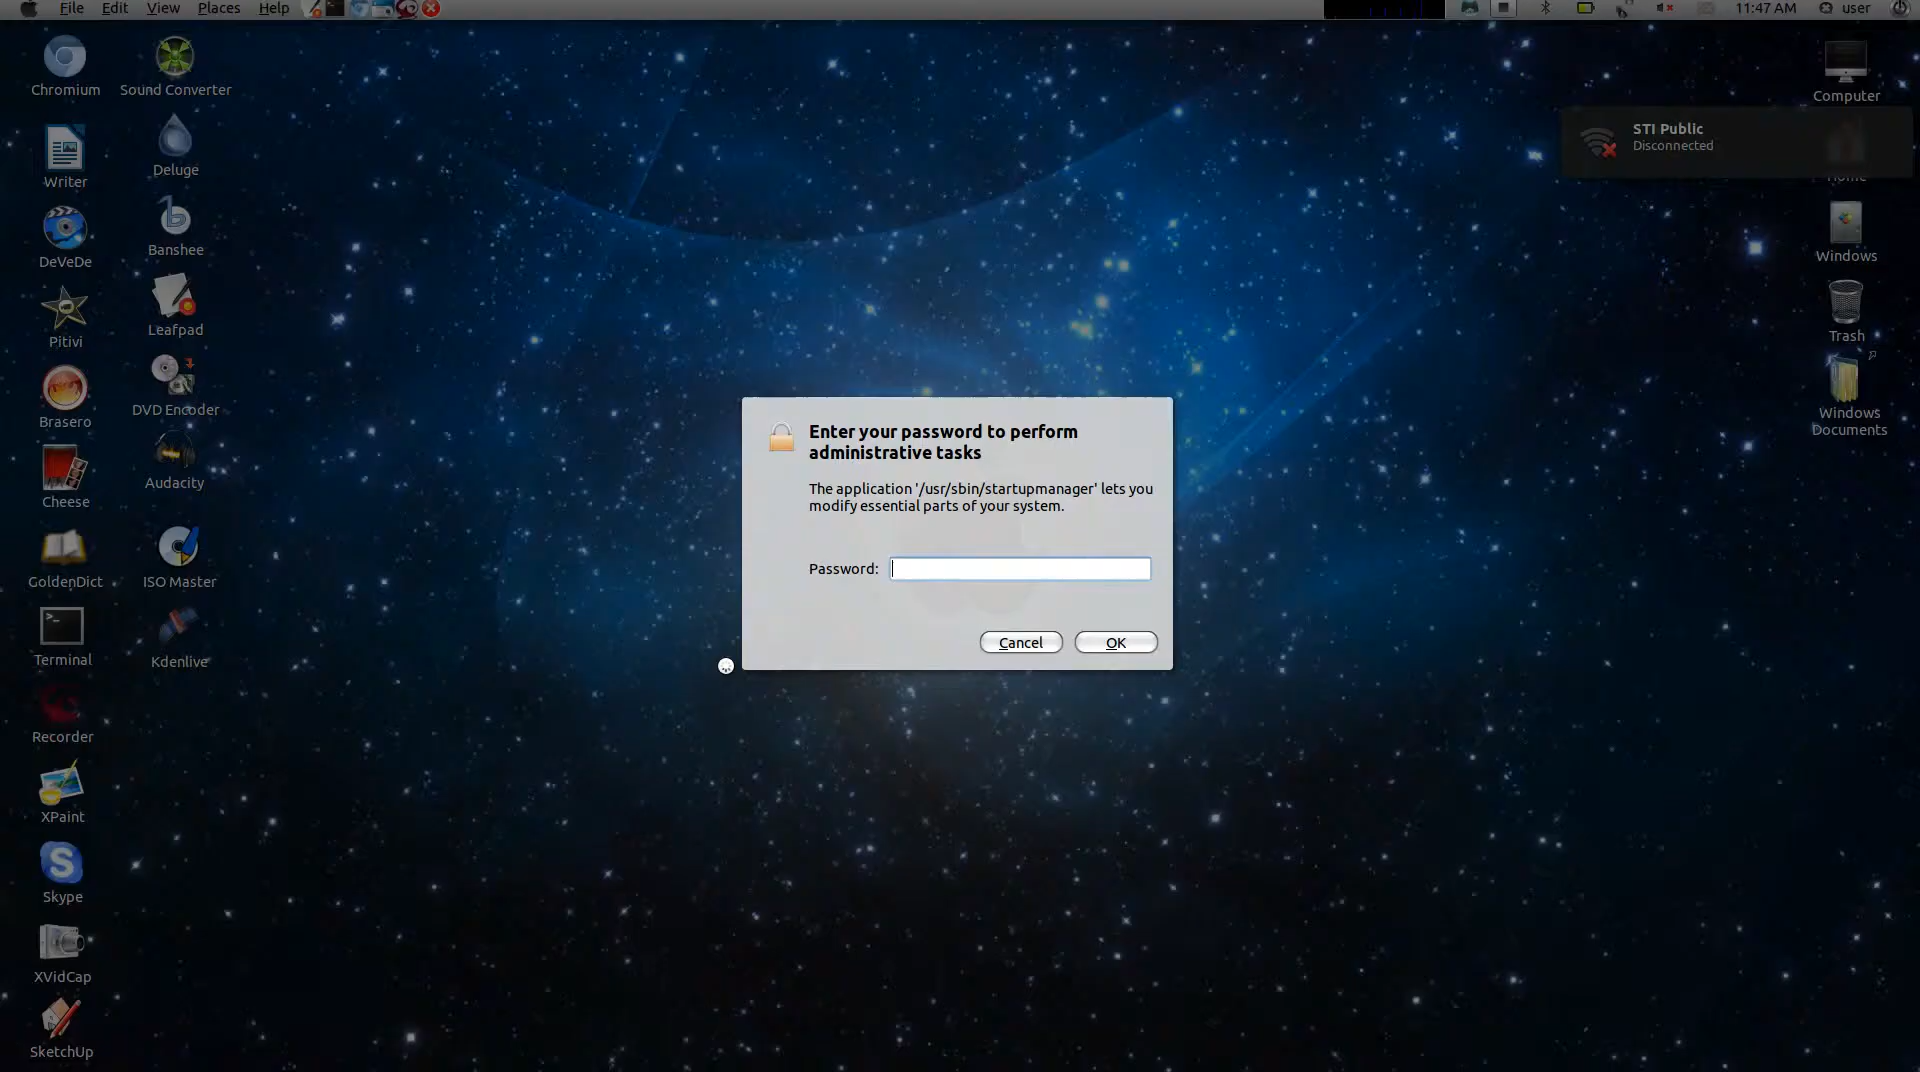 File Edit View Places Help
11:47 AM user
Chromium
Sound Converter
Writer
Deluge
DeVeDe
Banshee
Pitivi
Leafpad
Brasero
DVD Encoder
Cheese
Audacity
GoldenDict
ISO Master
Terminal
Kdenlive
Recorder
XPaint
Skype
XVidCap
SketchUp
Enter your password to perform
administrative tasks
The application '/usr/sbin/startupmanager' lets you
modify essential parts of your system.
Password:
Cancel OK
Computer
STI Public
Disconnected
Home
Windows
Trash
Windows
Documents